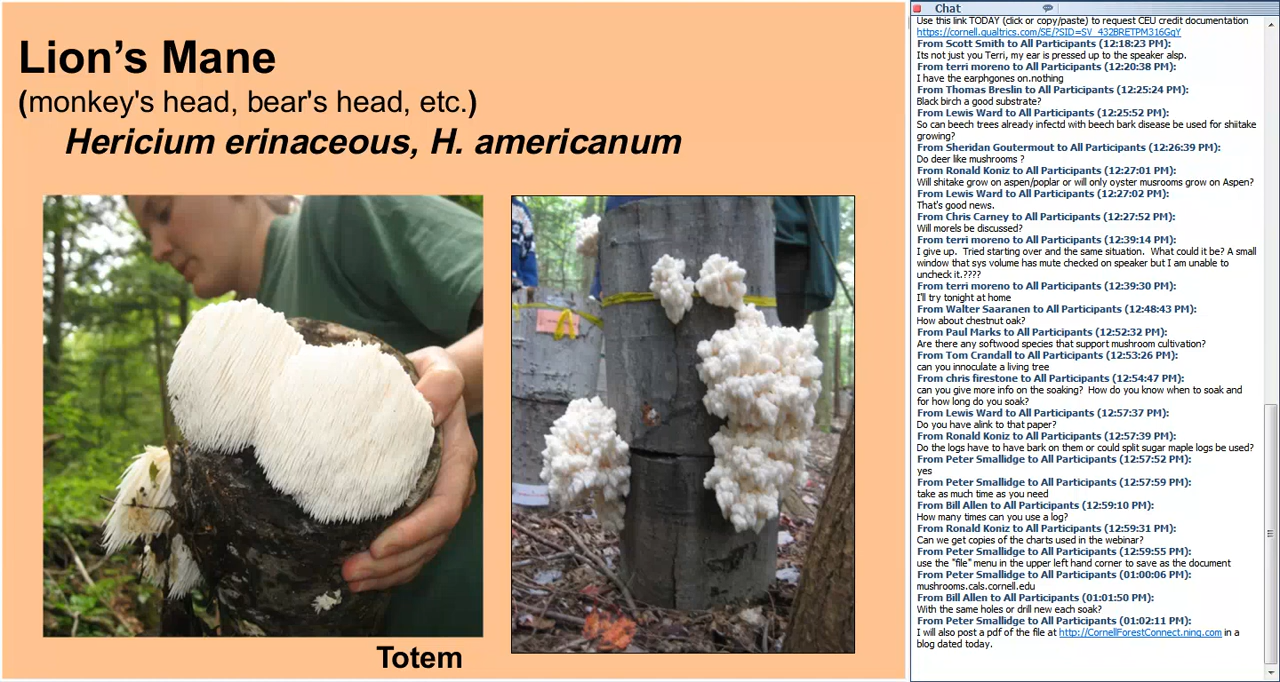 Lion's Mane
(monkey's head, bear's head, etc.)
Hericium erinaceous, H. americanum
Totem
Chat
Use this link TODAY (click or copy/paste) to request CEU credit documentation
https://cornell.qualtrics.com/SE/?SID=SV_432BRETPM316GqY
From Scott Smith to All Participants (12:18:23 PM):
Its not just you Terri, my ear is pressed up to the speaker alsp.
From terri moreno to All Participants (12:20:38 PM):
I have the earphgones on.nothing
From Thomas Breslin to All Participants (12:25:24 PM):
Black birch a good substrate?
From Lewis Ward to All Participants (12:25:52 PM):
So can beech trees already infectd with beech bark disease be used for shiitake
growing?
From Sheridan Goutermout to All Participants (12:26:39 PM):
Do deer like mushrooms ?
From Ronald Koniz to All Participants (12:27:01 PM):
Will shitake grow on aspen/poplar or will only oyster musrooms grow on Aspen?
From Lewis Ward to All Participants (12:27:02 PM):
That's good news.
From Chris Carney to All Participants (12:27:52 PM):
Will morels be discussed?
From terri moreno to All Participants (12:39:14 PM):
I give up. Tried starting over and the same situation. What could it be? A small
window that sys volume has mute checked on speaker but I am unable to
uncheck it.????
From terri moreno to All Participants (12:39:30 PM):
I'll try tonight at home
From Walter Saaranen to All Participants (12:48:43 PM):
How about chestnut oak?
From Paul Marks to All Participants (12:52:32 PM):
Are there any softwood species that support mushroom cultivation?
From Tom Crandall to All Participants (12:53:26 PM):
can you innoculate a living tree
From chris firestone to All Participants (12:54:47 PM):
can you give more info on the soaking? How do you know when to soak and
for how long do you soak?
From Lewis Ward to All Participants (12:57:37 PM):
Do you have alink to that paper?
From Ronald Koniz to All Participants (12:57:39 PM):
Do the logs have to have bark on them or could split sugar maple logs be used?
From Peter Smallidge to All Participants (12:57:52 PM):
yes
From Peter Smallidge to All Participants (12:57:59 PM):
take as much time as you need
From Bill Allen to All Participants (12:59:10 PM):
How many times can you use a log?
From Ronald Koniz to All Participants (12:59:31 PM):
Can we get copies of the charts used in the webinar?
From Peter Smallidge to All Participants (12:59:55 PM):
use the "file" menu in the upper left hand corner to save as the document
From Peter Smallidge to All Participants (01:00:06 PM):
mushrooms.cals.cornell.edu
From Bill Allen to All Participants (01:01:50 PM):
With the same holes or drill new each soak?
From Peter Smallidge to All Participants (01:02:11 PM):
I will also post a pdf of the file at http://CornellForestConnect.ning.com in a
blog dated today.